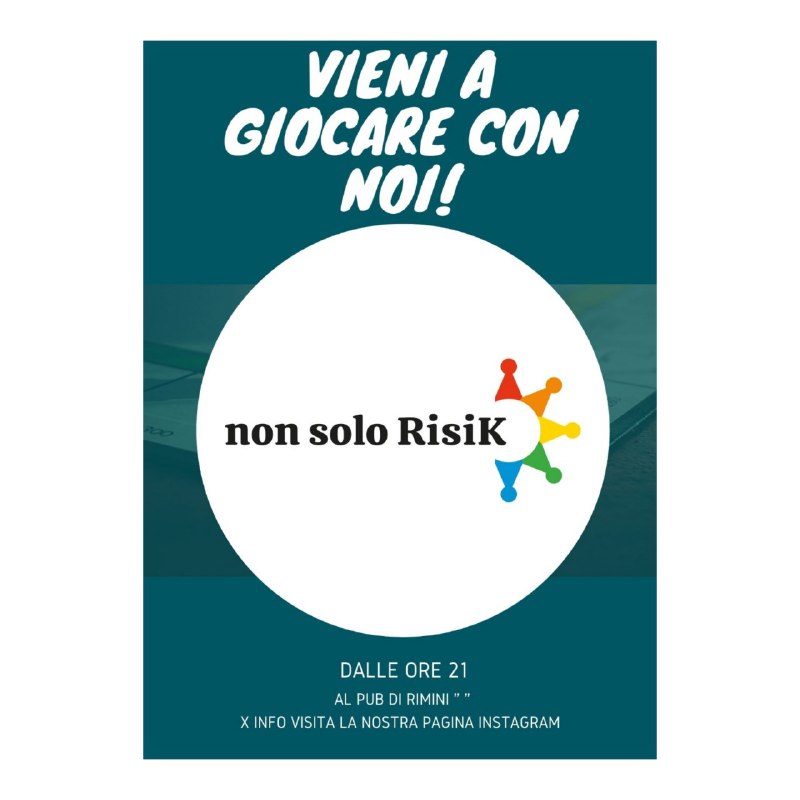 VIENI A
GIOCARE CON
NOI!
non solo RisiK
DALLE ORE 21
AL PUB DI RIMINI " "
X INFO VISITA LA NOSTRA PAGINA INSTAGRAM